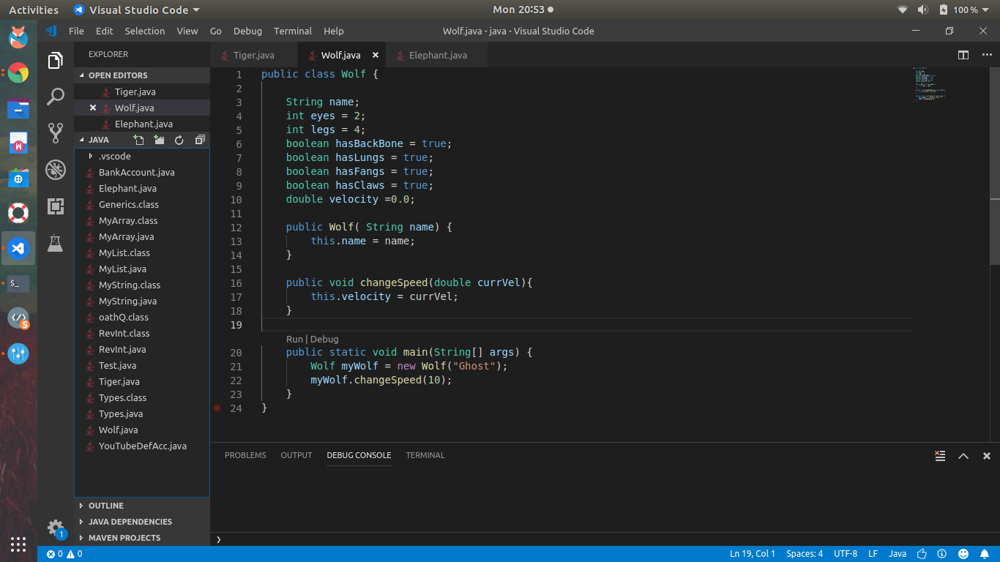 Activities Visual Studio Code Mon 20:53 100 %
File Edit Selection View Go Debug Terminal Help Wolf.java - java - Visual Studio Code
EXPLORER
OPEN EDITORS
Tiger.java
Wolf.java
Elephant.java
JAVA
.vscode
BankAccount.java
Elephant.java
Generics.class
MyArray.class
MyArray.java
MyList.class
MyList.java
MyString.class
MyString.java
oathQ.class
RevInt.class
RevInt.java
Test.java
Tiger.java
Types.class
Types.java
Wolf.java
YouTubeDefAcc.java
OUTLINE
JAVA DEPENDENCIES
MAVEN PROJECTS
1
Tiger.java Wolf.java Elephant.java
1 public class Wolf {
2
3 String name;
4 int eyes = 2;
5 int legs = 4;
6 boolean hasBackBone = true;
7 boolean hasLungs = true;
8 boolean hasFangs = true;
9 boolean hasClaws = true;
10 double velocity =0.0;
11
12 public Wolf( String name) {
13 this.name = name;
14 }
15
16 public void changeSpeed(double currVel){
17 this.velocity = currVel;
18 }
19
Run | Debug
20 public static void main(String[] args) {
21 Wolf myWolf = new Wolf("Ghost");
22 myWolf.changeSpeed(10);
23 }
24 }
PROBLEMS OUTPUT DEBUG CONSOLE TERMINAL
0 0 Ln 19, Col 1 Spaces: 4 UTF-8 LF Java